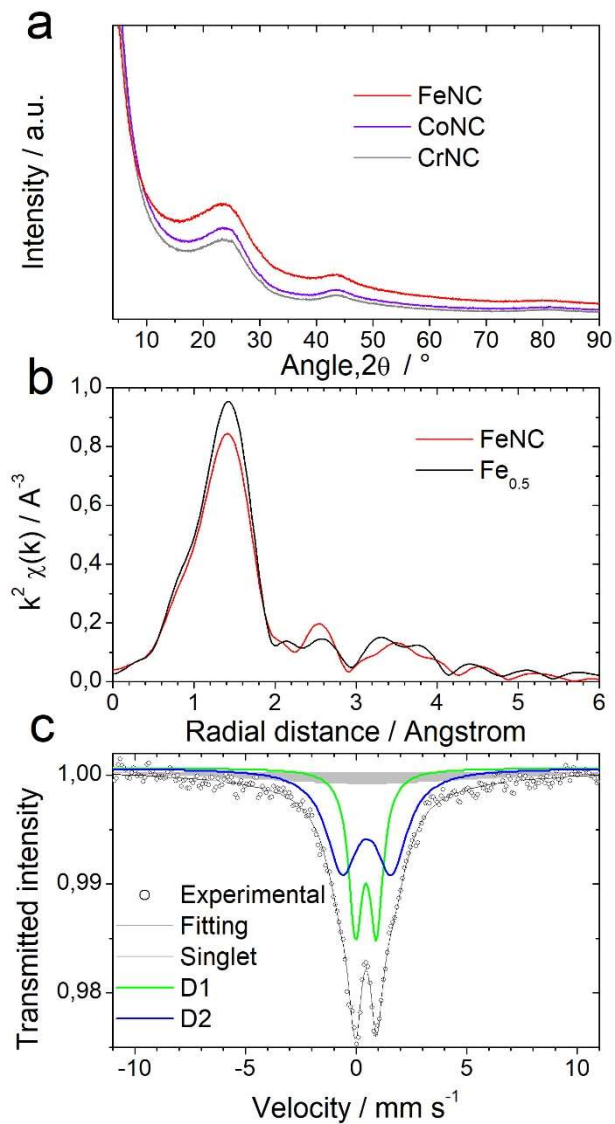 a
Intensity / a.u.
FeNC
CoNC
CrNC
10 20 30 40 50 60 70 80 90
Angle,2θ / °
b
k² χ(k) / A⁻³
1,0
0,8
0,6
0,4
0,2
0,0
FeNC
Fe₀.₅
0 1 2 3 4 5 6
Radial distance / Angstrom
c
Transmitted intensity
1,00
0,99
0,98
Experimental
Fitting
Singlet
D1
D2
-10 -5 0 5 10
Velocity / mm s⁻¹